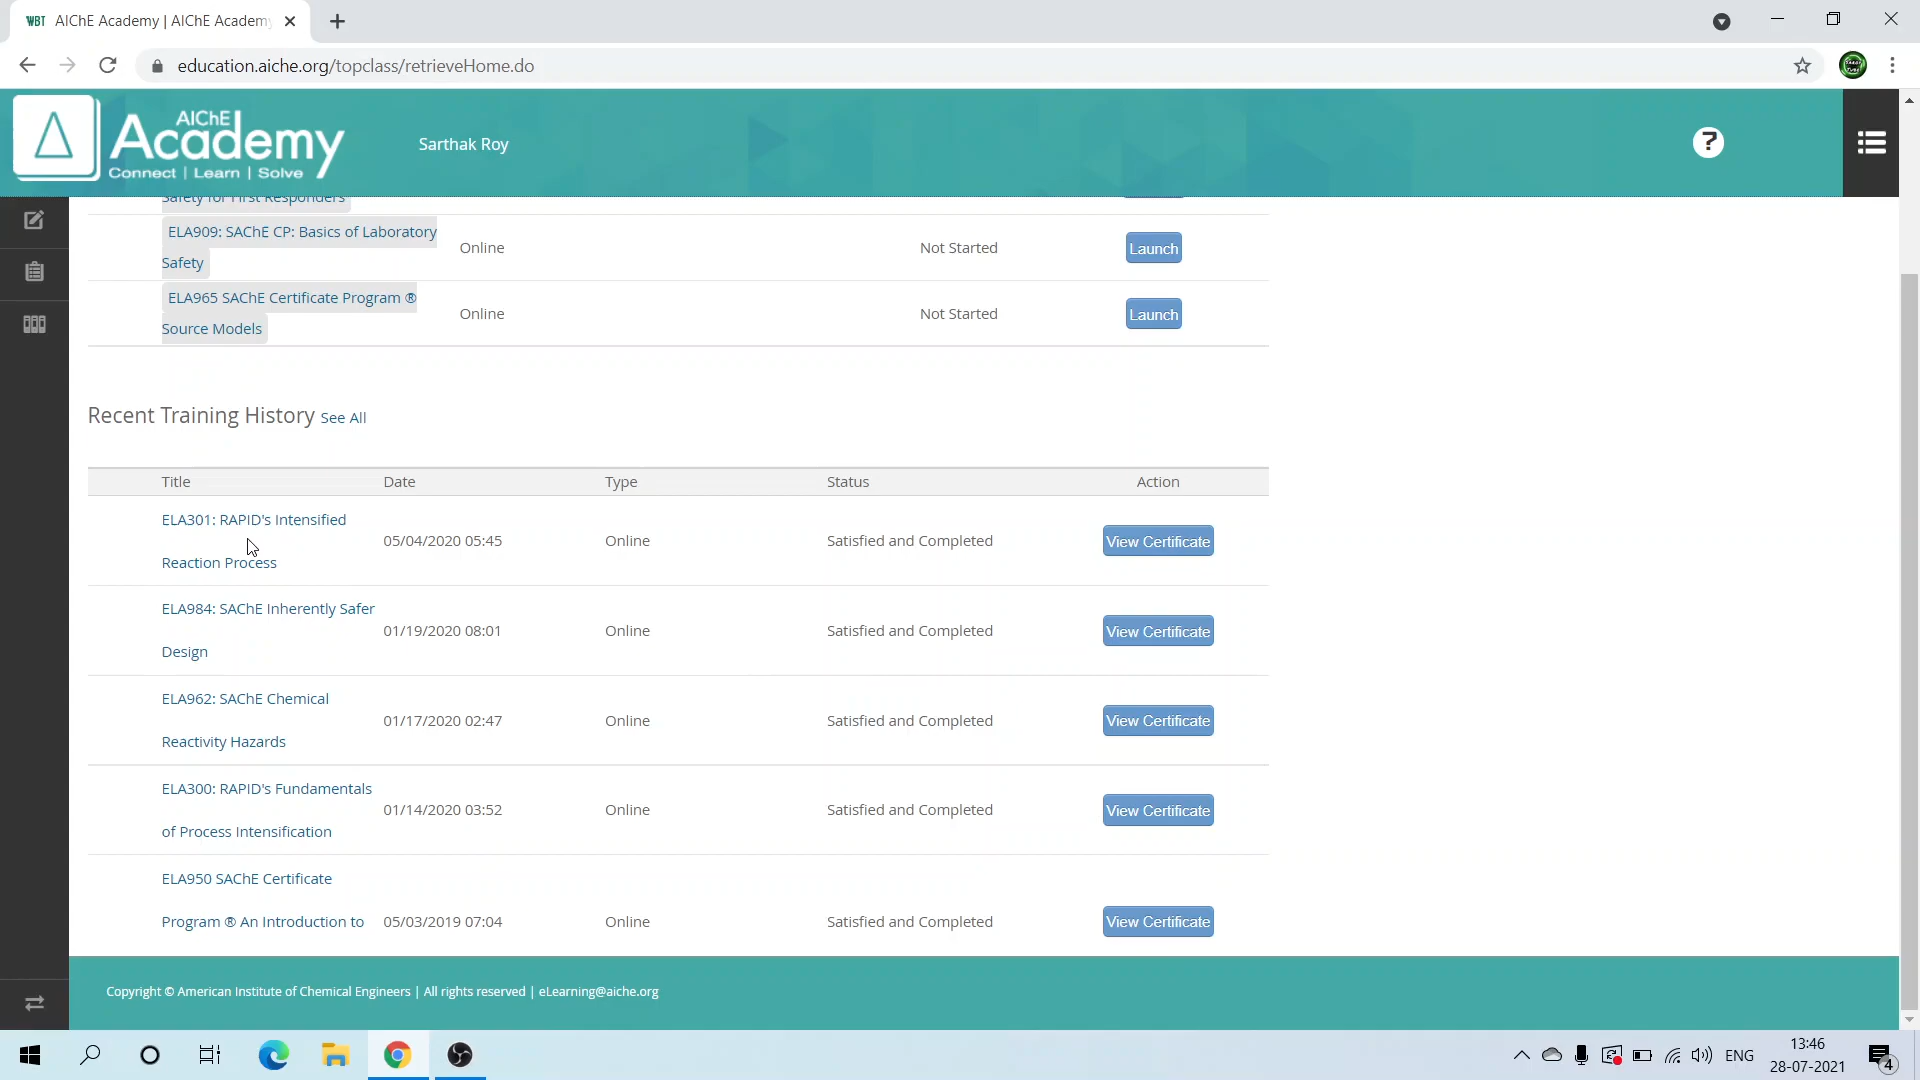 WBT AIChE Academy | AIChE Academy
education.aiche.org/topclass/retrieveHome.do
AIChE
Academy
Connect | Learn | Solve
Sarthak Roy
?
Safety for First Responders
ELA909: SAChE CP: Basics of Laboratory
Safety
Online
Not Started
Launch
ELA965 SAChE Certificate Program ®
Source Models
Online
Not Started
Launch
Recent Training History See All
Title Date Type Status Action
ELA301: RAPID's Intensified
Reaction Process
05/04/2020 05:45 Online Satisfied and Completed View Certificate
ELA984: SAChE Inherently Safer
Design
01/19/2020 08:01 Online Satisfied and Completed View Certificate
ELA962: SAChE Chemical
Reactivity Hazards
01/17/2020 02:47 Online Satisfied and Completed View Certificate
ELA300: RAPID's Fundamentals
of Process Intensification
01/14/2020 03:52 Online Satisfied and Completed View Certificate
ELA950 SAChE Certificate
Program ® An Introduction to
05/03/2019 07:04 Online Satisfied and Completed View Certificate
Copyright © American Institute of Chemical Engineers | All rights reserved | eLearning@aiche.org
ENG
13:46
28-07-2021
4